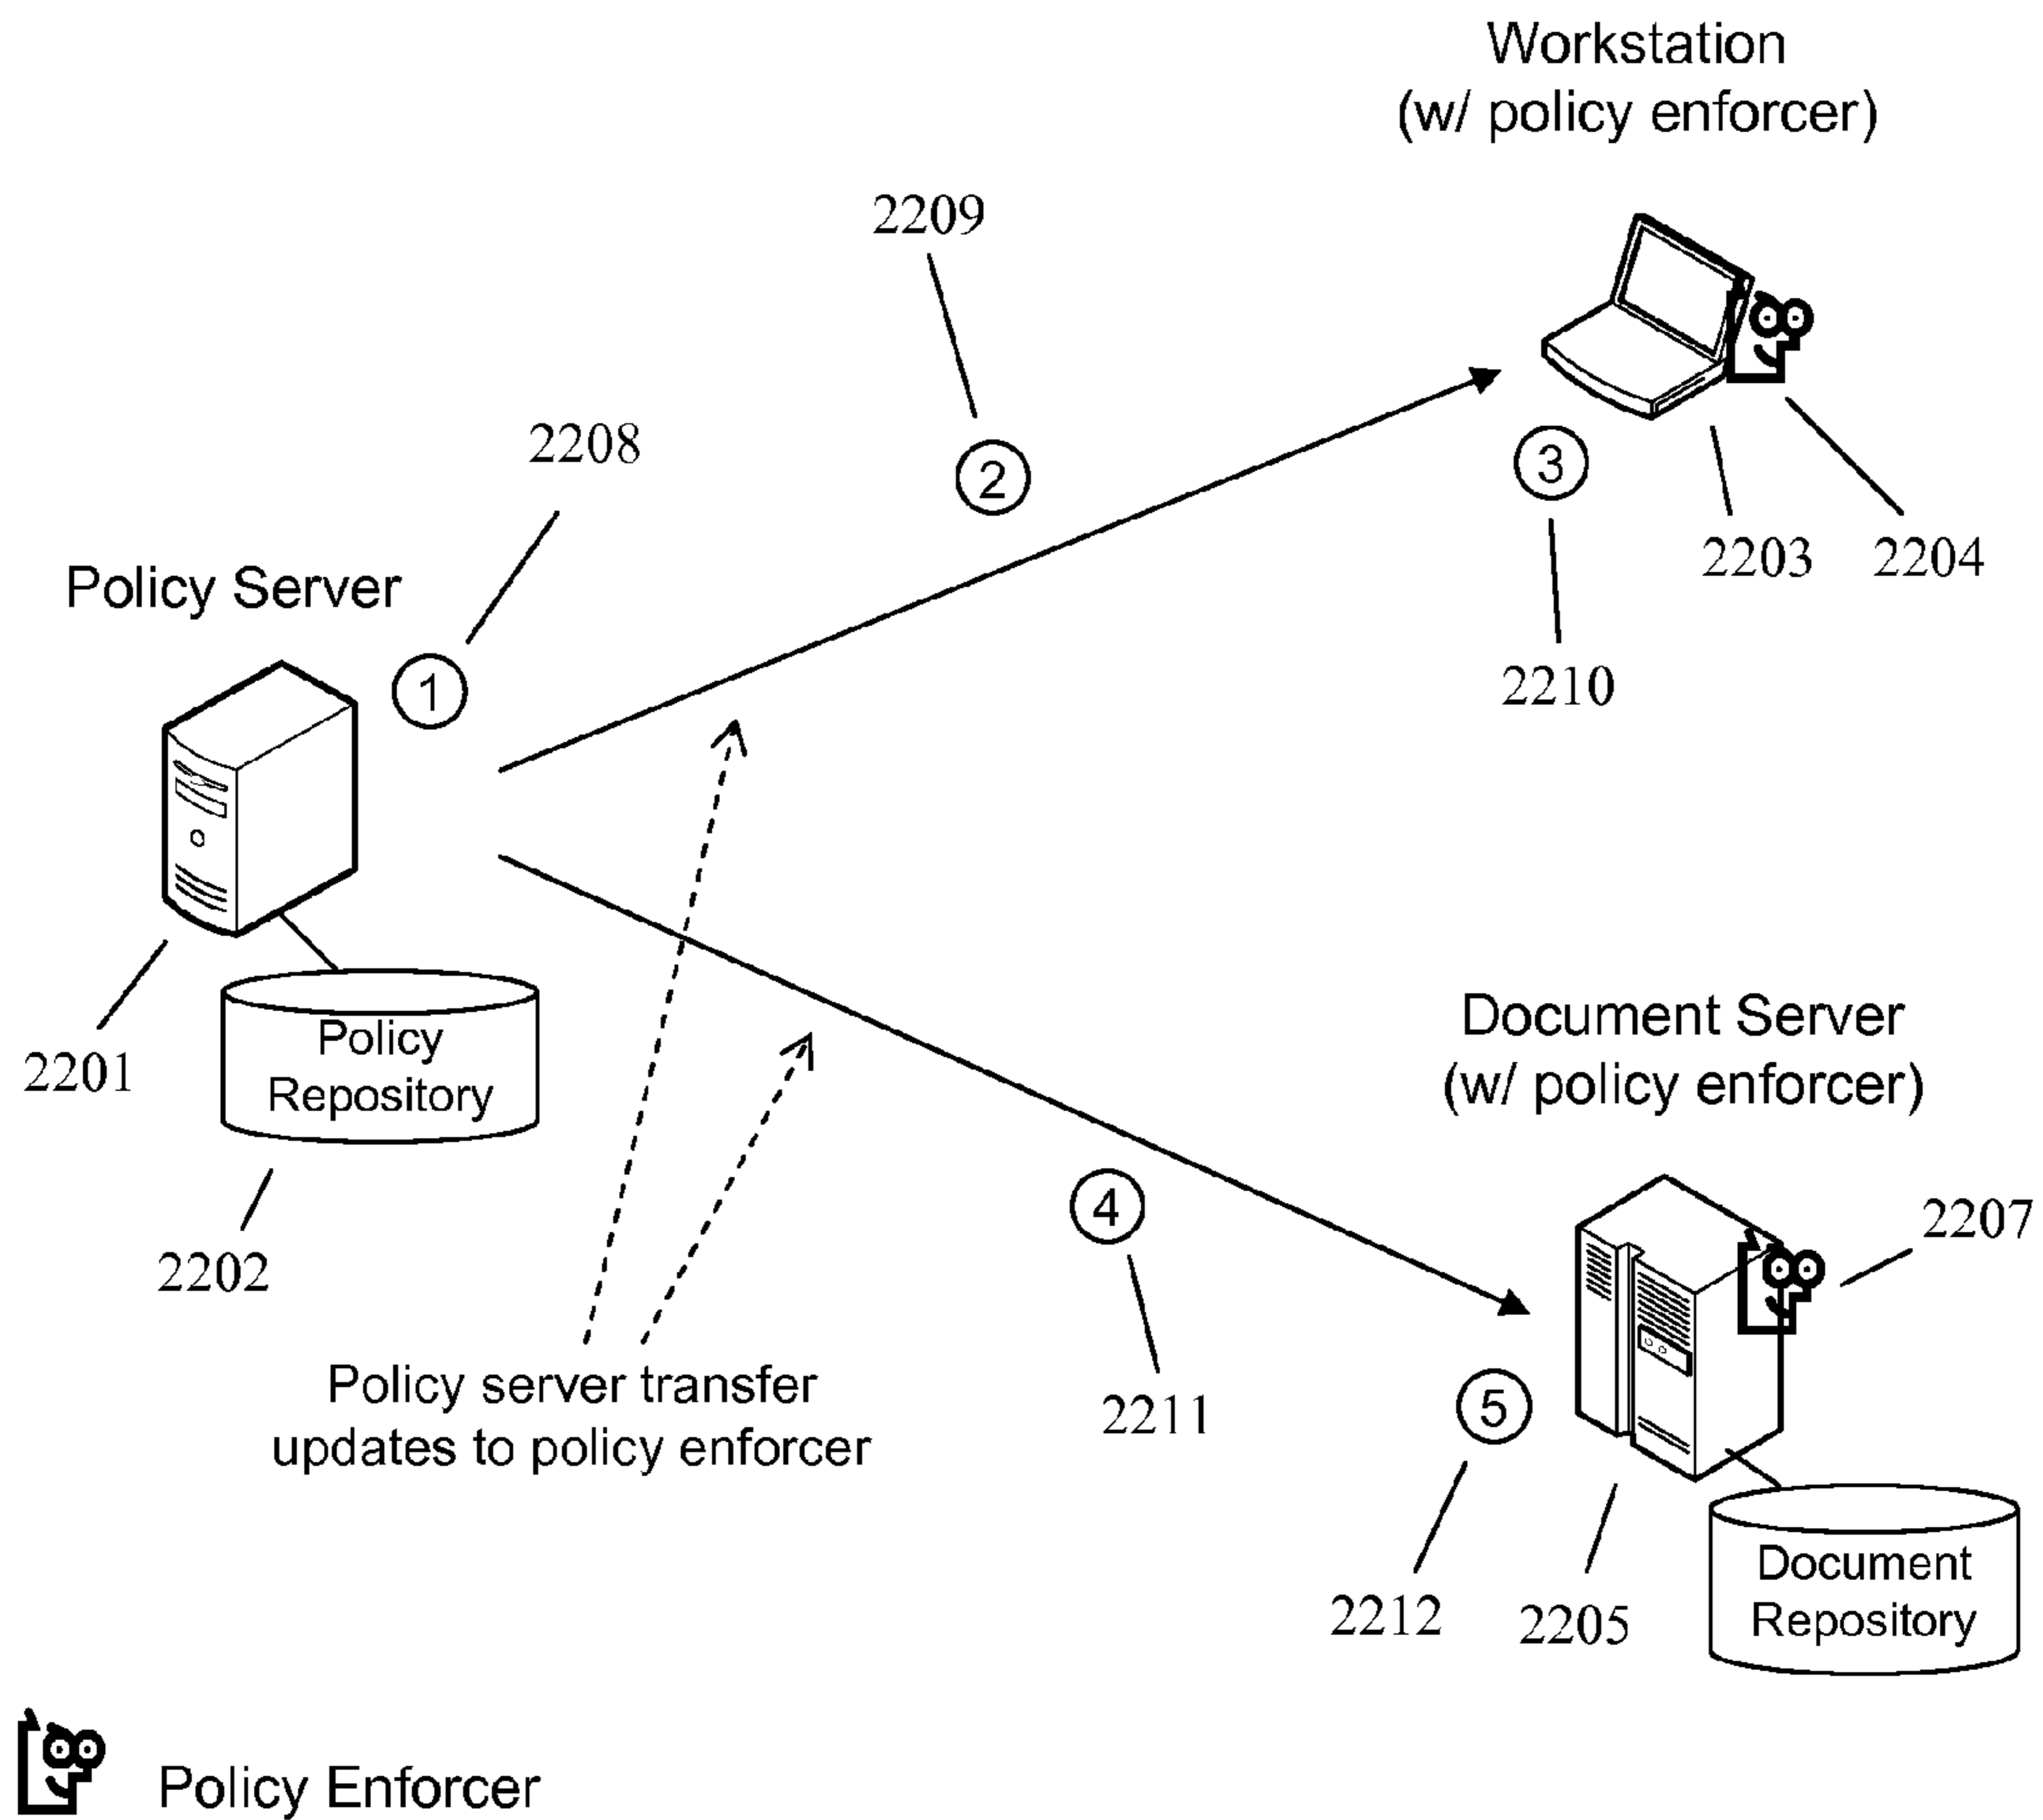 Workstation
(w/ policy enforcer)
2209
2208
2
3
2203
2204
Policy Server
1
2210
Policy
Repository
2201
2202
Document Server
(w/ policy enforcer)
4
2207
Policy server transfer
updates to policy enforcer
2211
5
2212
2205
Document
Repository
Policy Enforcer